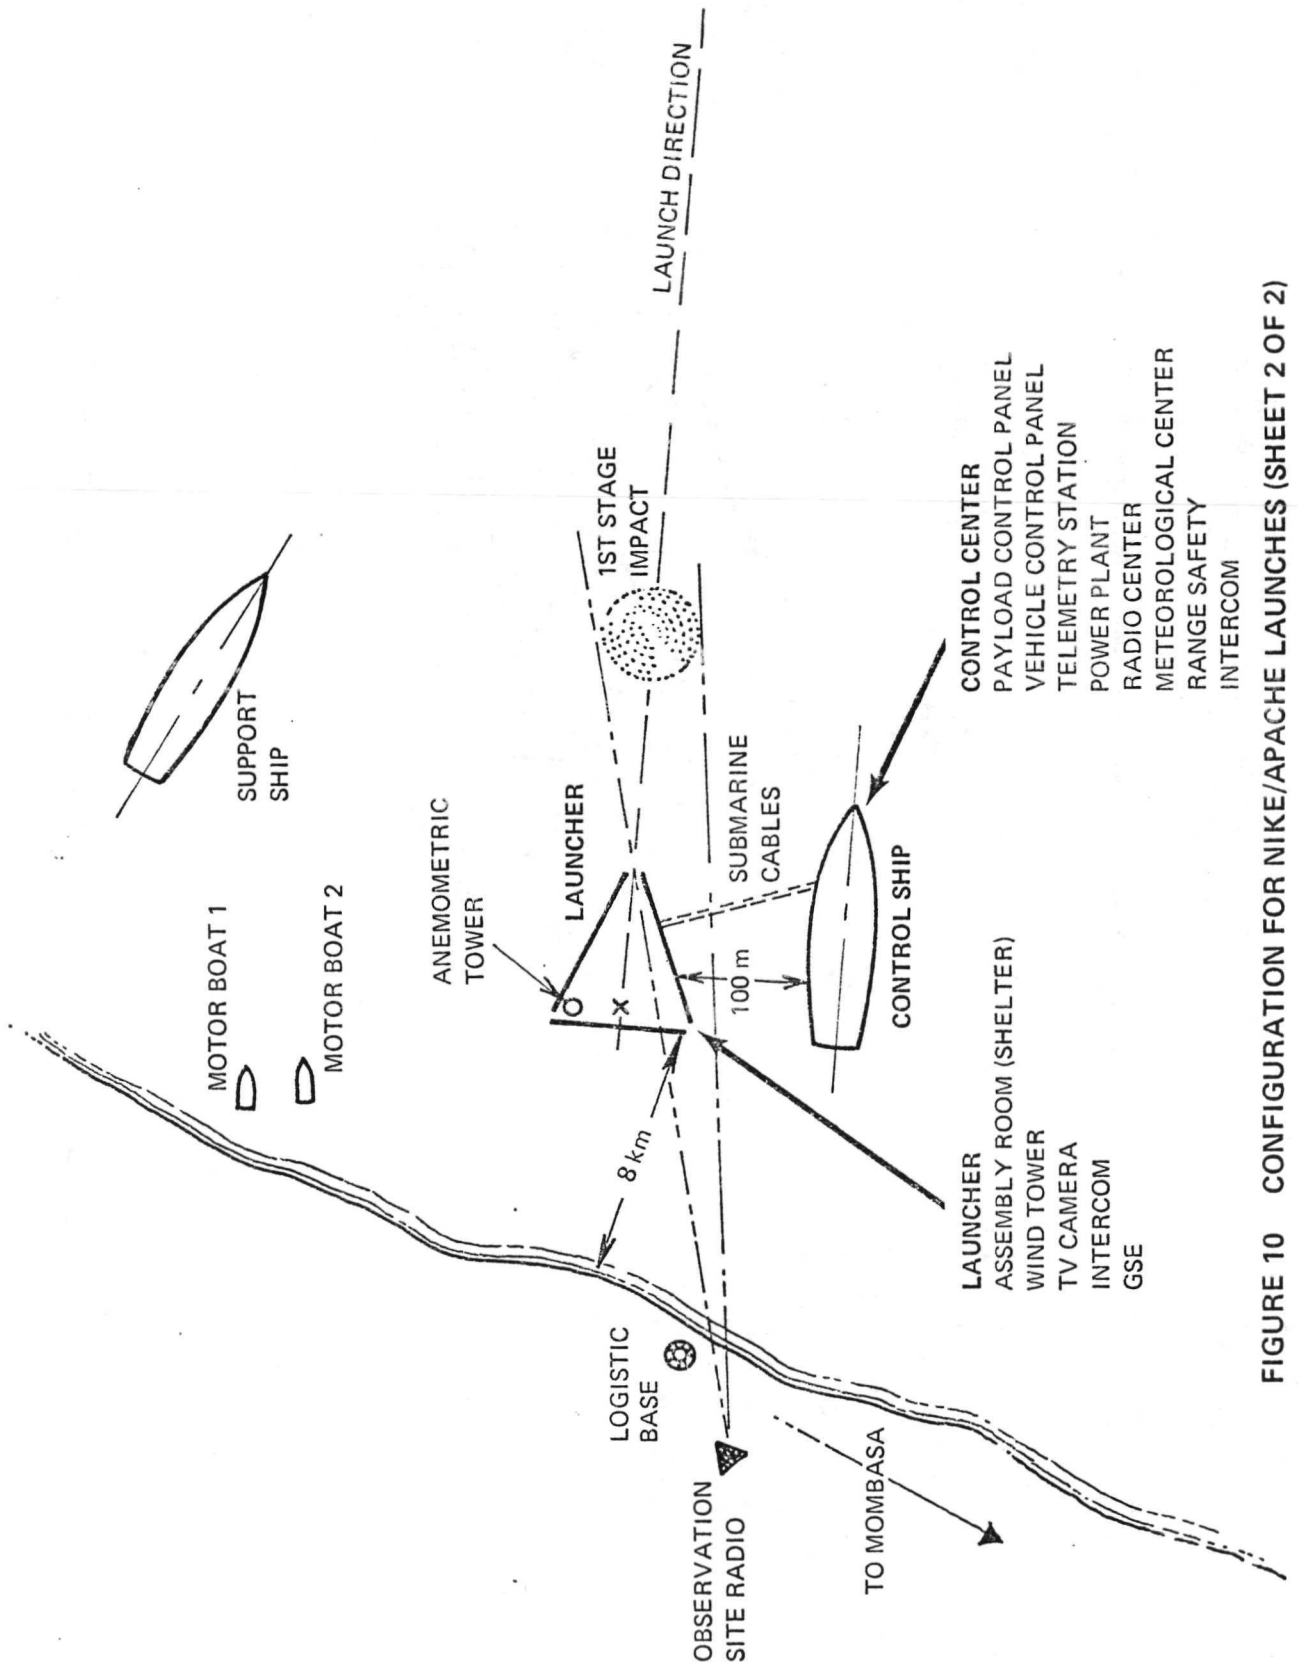 MOTOR BOAT 1
MOTOR BOAT 2
SUPPORT
SHIP
ANEMOMETRIC
TOWER
LAUNCHER
1ST STAGE
IMPACT
LAUNCH DIRECTION
8 km
LOGISTIC
BASE
OBSERVATION
SITE RADIO
TO MOMBASA
100 m
SUBMARINE
CABLES
CONTROL SHIP
LAUNCHER
ASSEMBLY ROOM (SHELTER)
WIND TOWER
TV CAMERA
INTERCOM
GSE
CONTROL CENTER
PAYLOAD CONTROL PANEL
VEHICLE CONTROL PANEL
TELEMETRY STATION
POWER PLANT
RADIO CENTER
METEOROLOGICAL CENTER
RANGE SAFETY
INTERCOM
FIGURE 10 CONFIGURATION FOR NIKE/APACHE LAUNCHES (SHEET 2 OF 2)